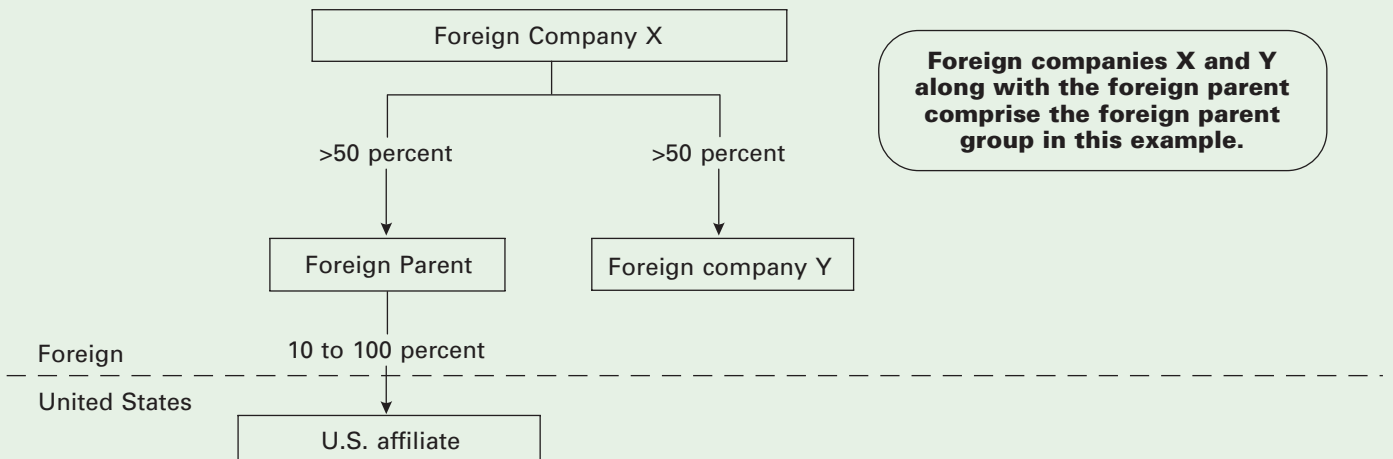 Foreign Company X
Foreign companies X and Y
along with the foreign parent
comprise the foreign parent
group in this example.
>50 percent
>50 percent
Foreign Parent
Foreign company Y
10 to 100 percent
Foreign
United States
U.S. affiliate